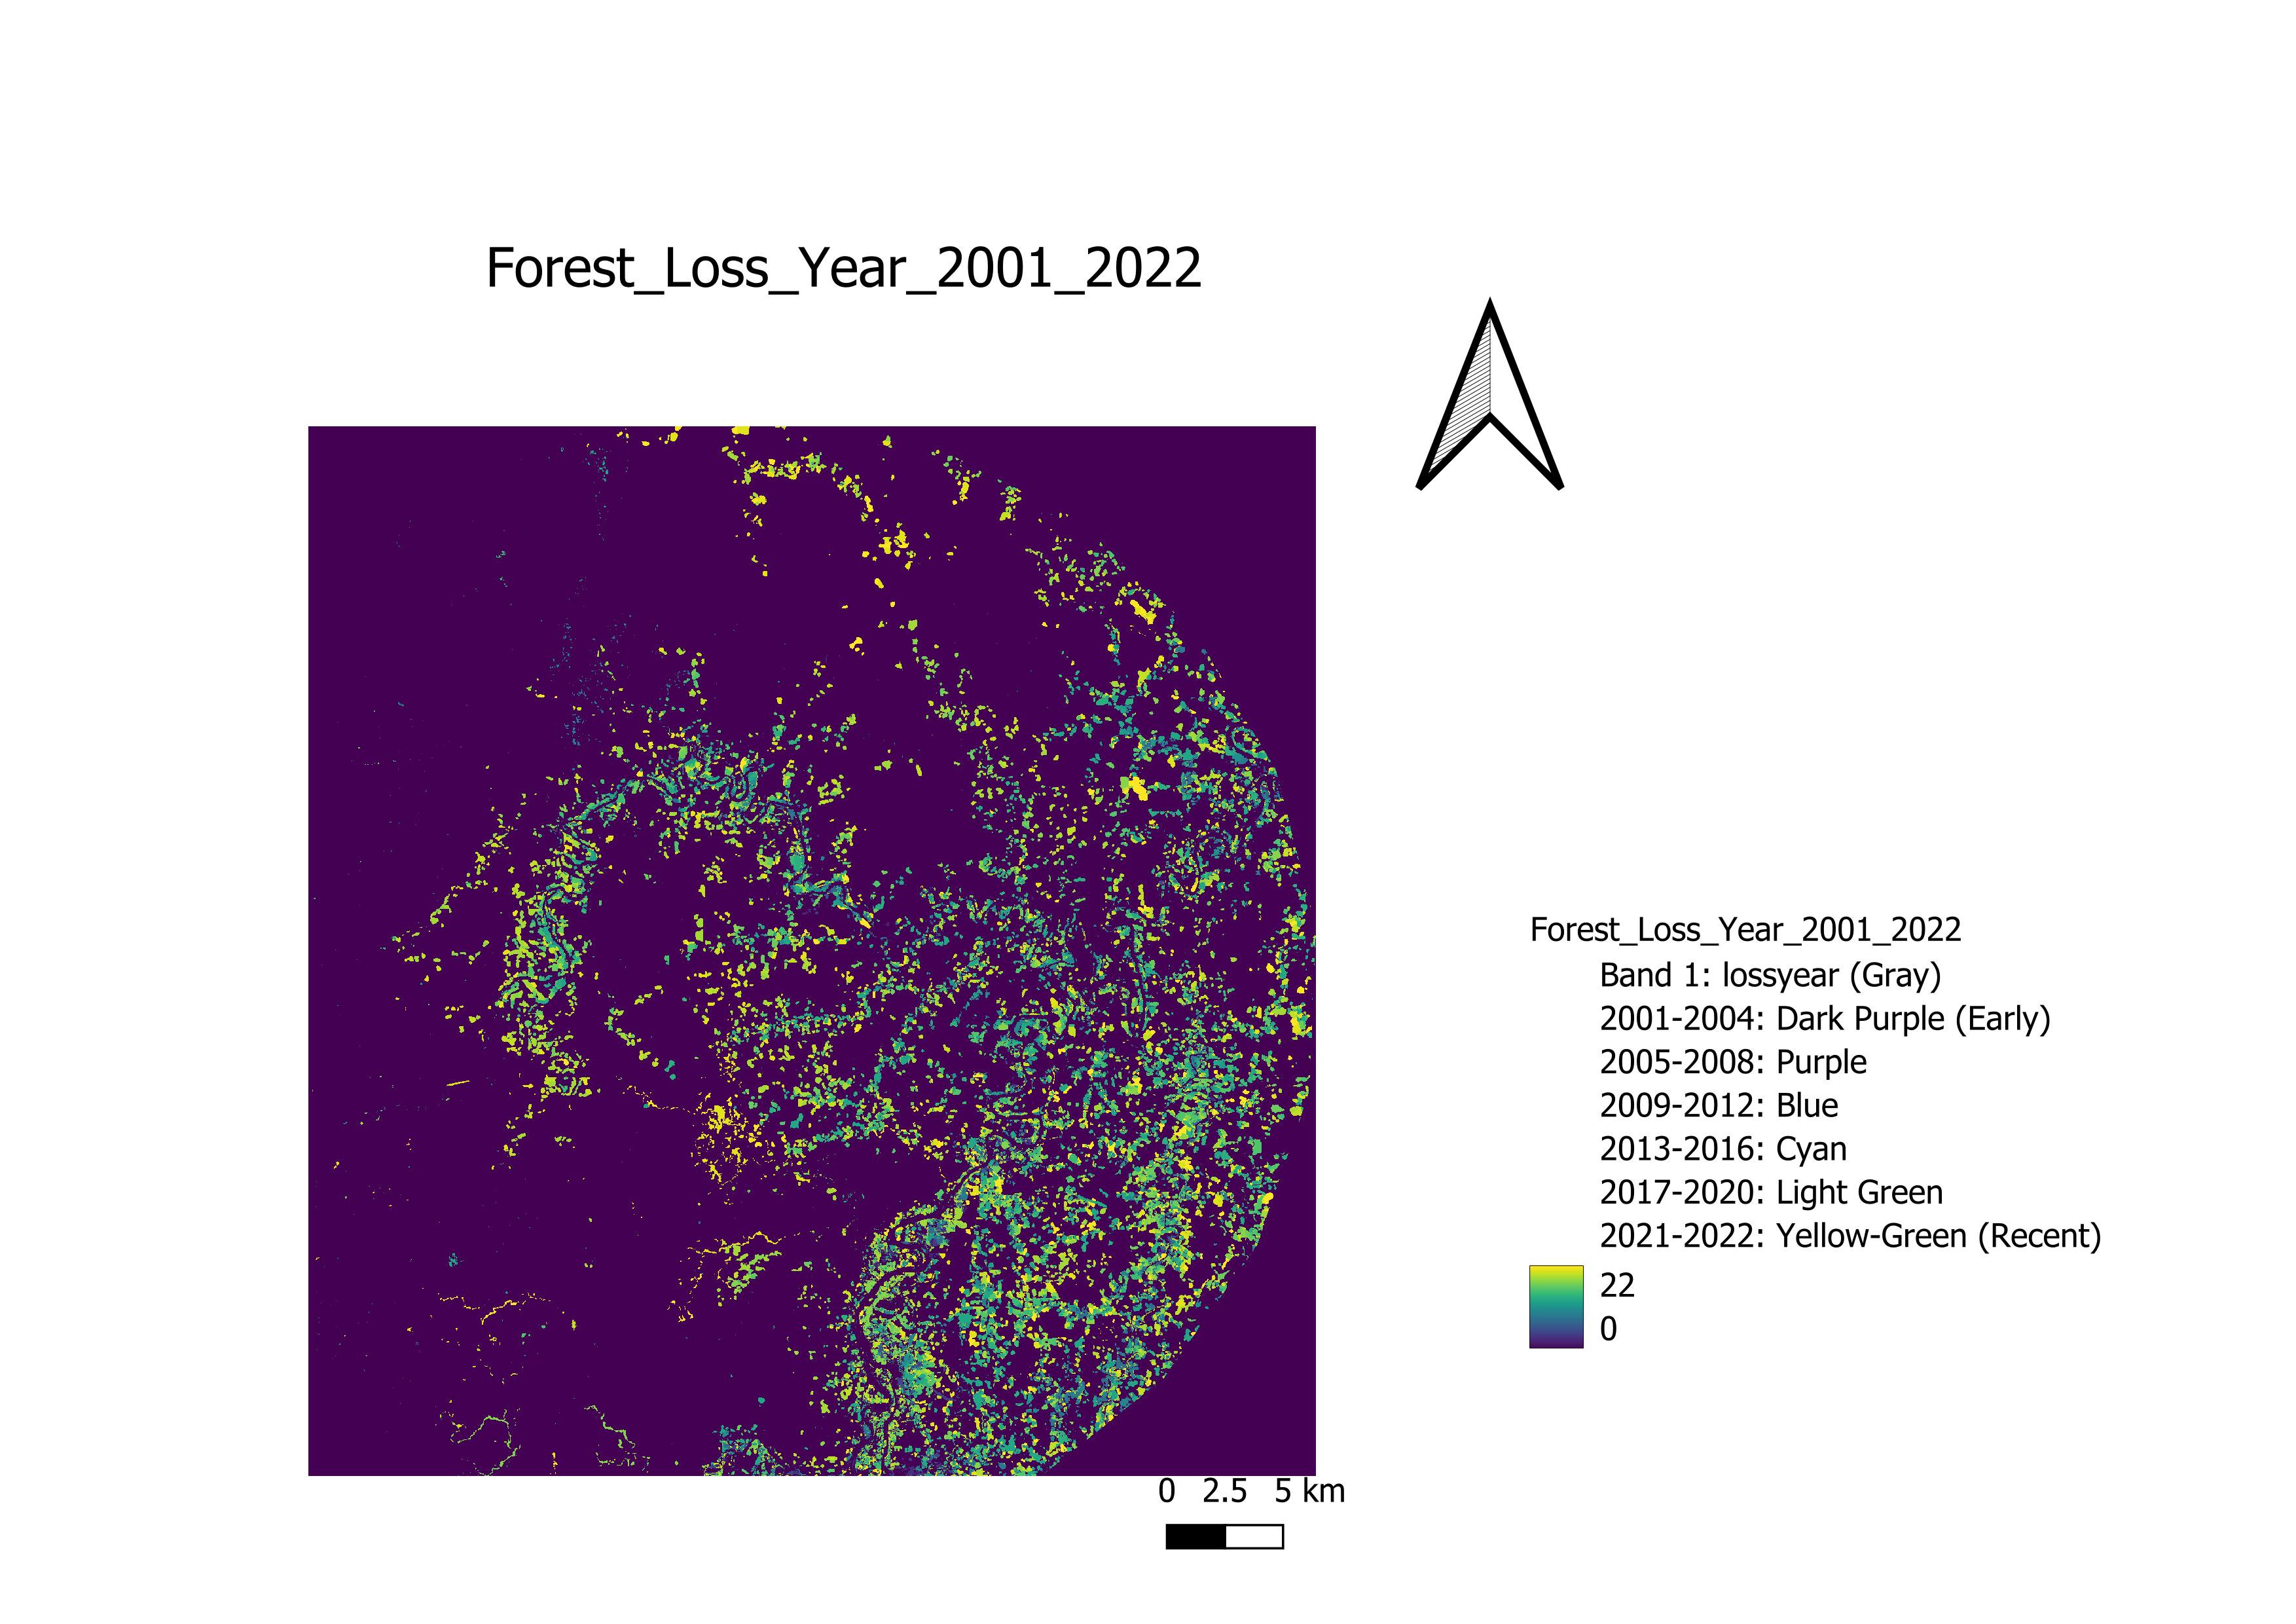 Forest_Loss_Year_2001_2022
Forest_Loss_Year_2001_2022
Band 1: lossyear (Gray)
2001-2004: Dark Purple (Early)
2005-2008: Purple
2009-2012: Blue
2013-2016: Cyan
2017-2020: Light Green
2021-2022: Yellow-Green (Recent)
22
0
0 2.5 5 km